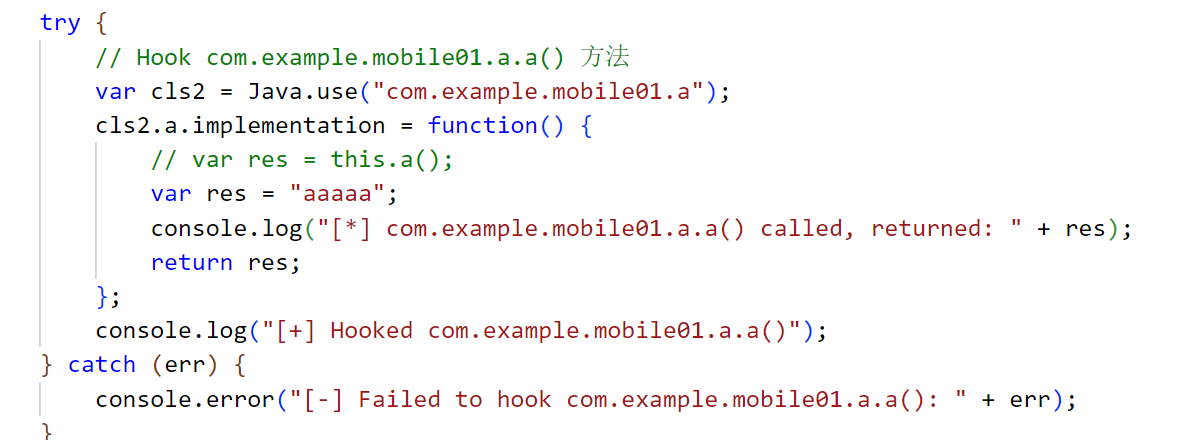 try {
// Hook com.example.mobile01.a.a() 方法
var cls2 = Java.use("com.example.mobile01.a");
cls2.a.implementation = function() {
// var res = this.a();
var res = "aaaaa";
console.log("[*] com.example.mobile01.a.a() called, returned: " + res);
return res;
};
console.log("[+] Hooked com.example.mobile01.a.a()");
} catch (err) {
console.error("[-] Failed to hook com.example.mobile01.a.a(): " + err);
}